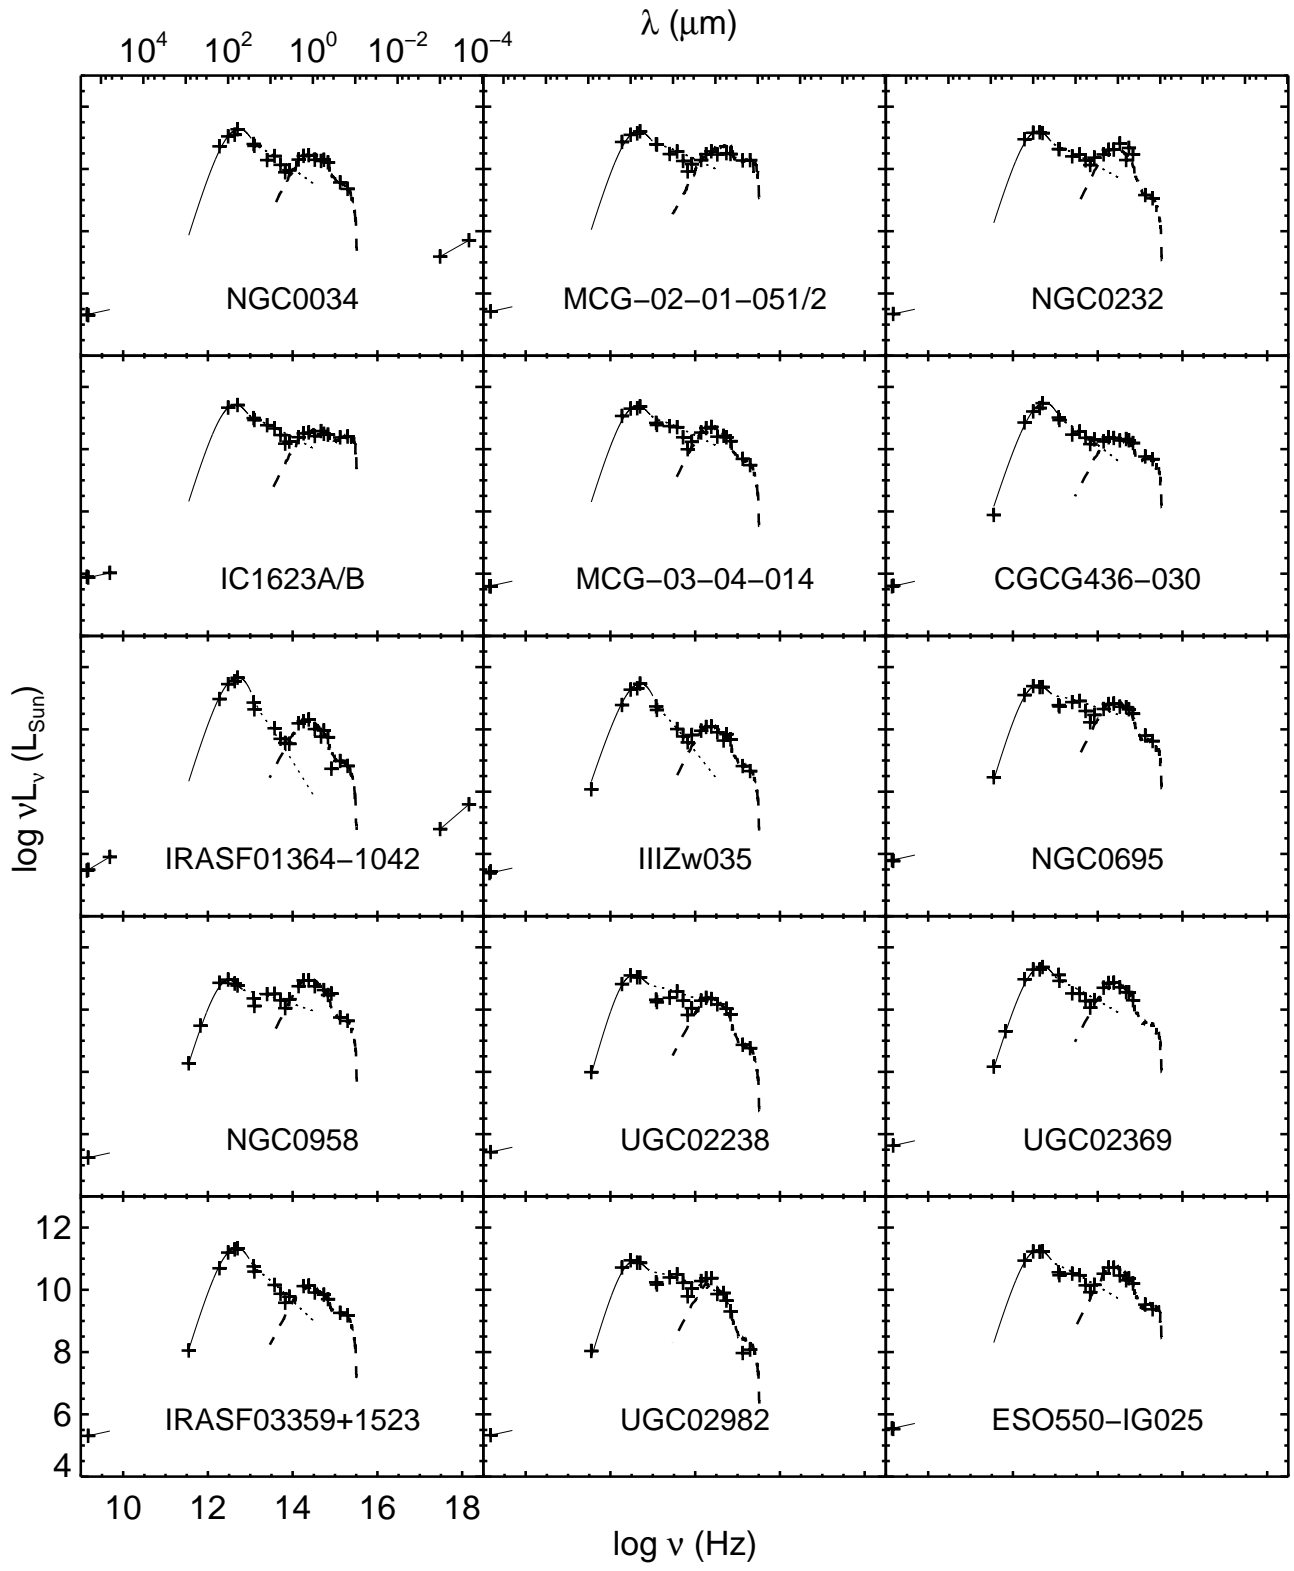 λ (μm)
10⁴ 10² 10⁰ 10⁻² 10⁻⁴
NGC0034 MCG−02−01−051/2 NGC0232
IC1623A/B MCG−03−04−014 CGCG436−030
log νLν (LSun)
IRASF01364−1042 IIIZw035 NGC0695
NGC0958 UGC02238 UGC02369
12
10
8
6
4
IRASF03359+1523 UGC02982 ESO550−IG025
10 12 14 16 18
log ν (Hz)